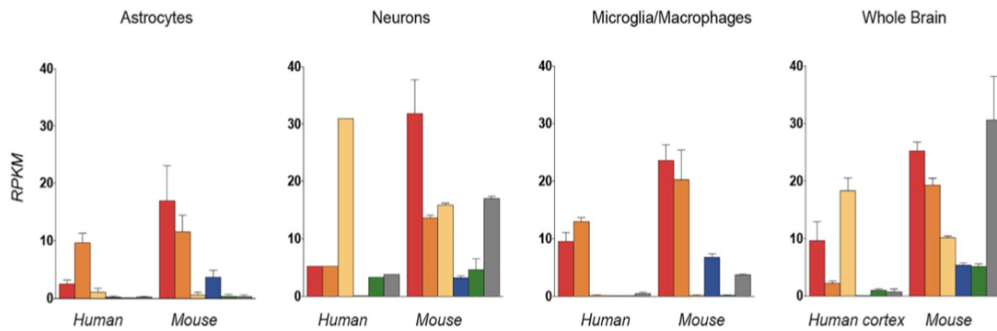 Astrocytes Neurons Microglia/Macrophages Whole Brain
RPKM
40 30 20 10 0
40 30 20 10 0
40 30 20 10 0
40 30 20 10 0
Human Mouse Human Mouse Human Mouse Human cortex Mouse